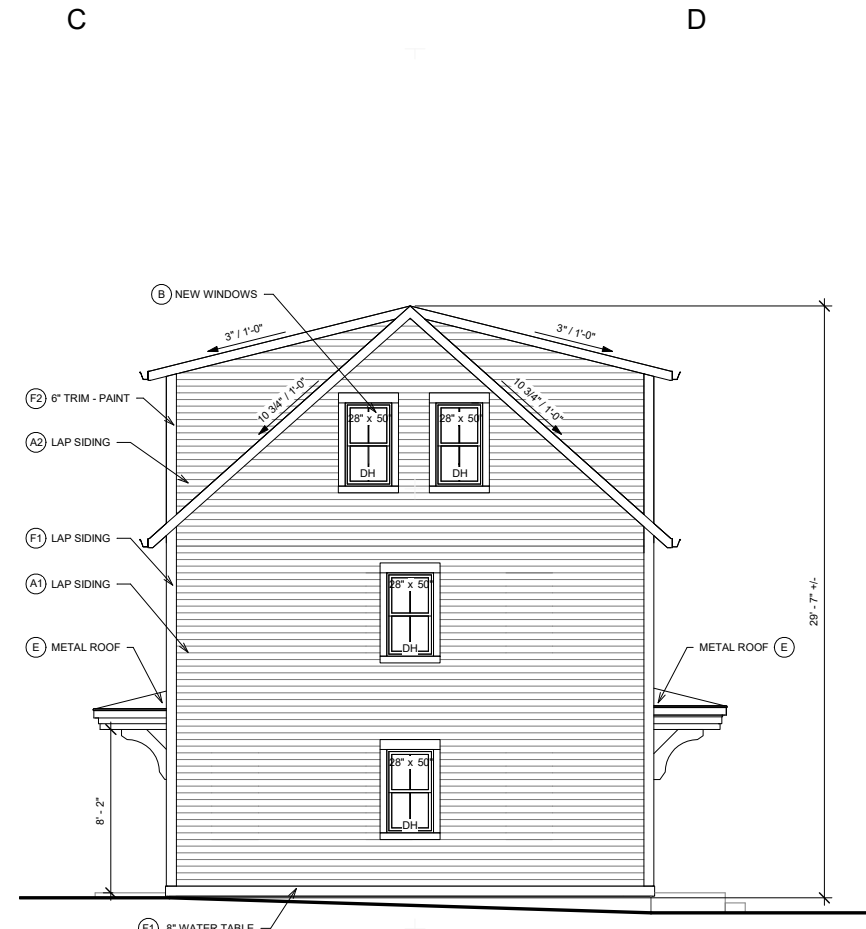 C D
B NEW WINDOWS
3" / 1'-0" 3" / 1'-0"
10 3/4" / 1'-0" 10 3/4" / 1'-0"
F2 6" TRIM - PAINT
28" x 50" 28" x 50"
A2 LAP SIDING
DH DH
F1 LAP SIDING
A1 LAP SIDING
28" x 50"
29' - 7" +/-
E METAL ROOF
DH
METAL ROOF E
28" x 50"
8' - 2"
DH
F1 8" WATER TABLE